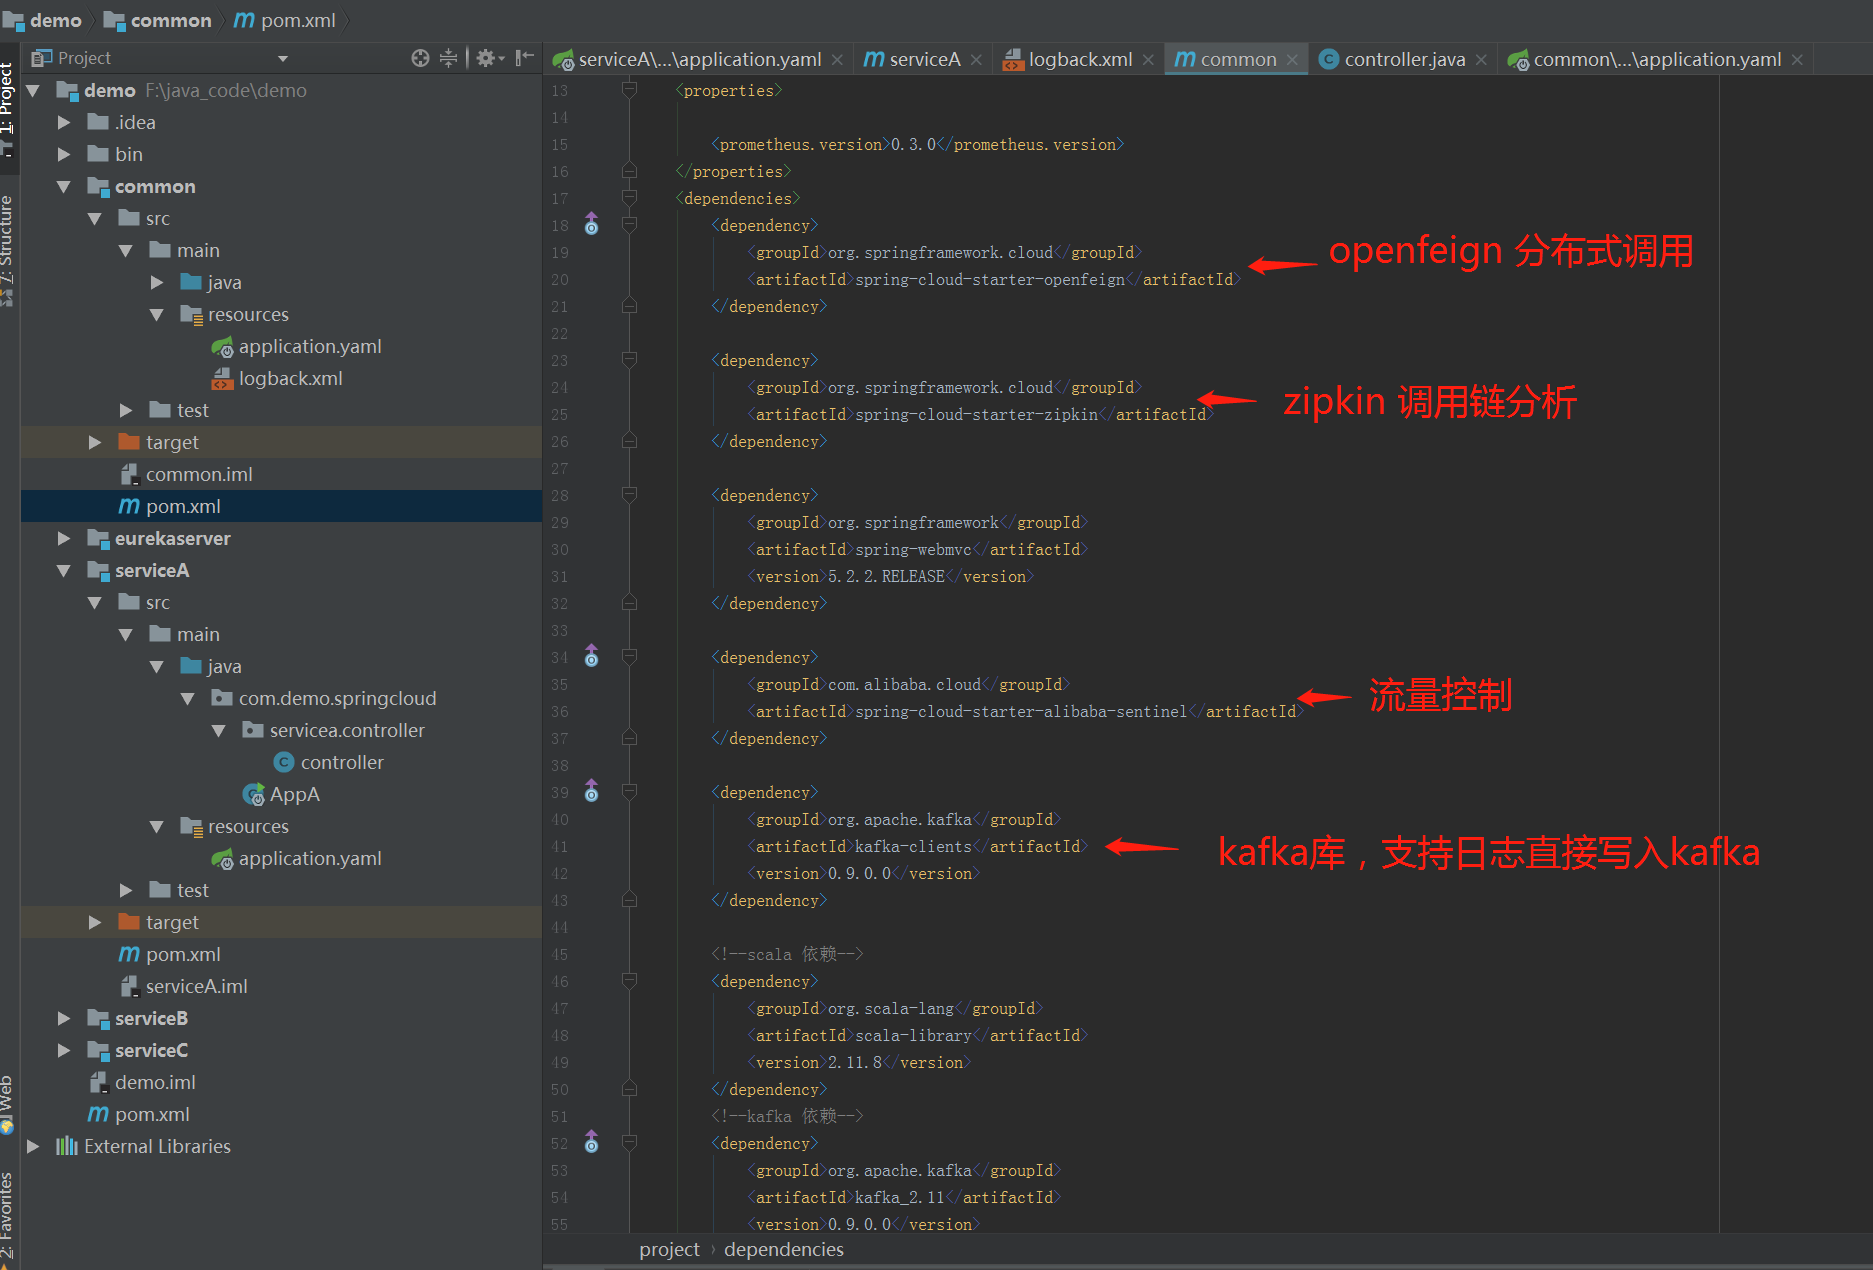 demo common pom.xml
Project
serviceA\...\application.yaml serviceA logback.xml common controller.java common\...\application.yaml
1: Project
7: Structure
Web
2: Favorites
demo F:\java_code\demo
.idea
bin
common
src
main
java
resources
application.yaml
logback.xml
test
target
common.iml
pom.xml
eurekaserver
serviceA
src
main
java
com.demo.springcloud
servicea.controller
controller
AppA
resources
application.yaml
test
target
pom.xml
serviceA.iml
serviceB
serviceC
demo.iml
pom.xml
External Libraries
13 <properties>
14
15 <prometheus.version>0.3.0</prometheus.version>
16 </properties>
17 <dependencies>
18 <dependency>
19 <groupId>org.springframework.cloud</groupId>
20 <artifactId>spring-cloud-starter-openfeign</artifactId>
openfeign 分布式调用
21 </dependency>
22
23 <dependency>
24 <groupId>org.springframework.cloud</groupId>
25 <artifactId>spring-cloud-starter-zipkin</artifactId>
zipkin 调用链分析
26 </dependency>
27
28 <dependency>
29 <groupId>org.springframework</groupId>
30 <artifactId>spring-webmvc</artifactId>
31 <version>5.2.2.RELEASE</version>
32 </dependency>
33
34 <dependency>
35 <groupId>com.alibaba.cloud</groupId>
36 <artifactId>spring-cloud-starter-alibaba-sentinel</artifactId>
流量控制
37 </dependency>
38
39 <dependency>
40 <groupId>org.apache.kafka</groupId>
41 <artifactId>kafka-clients</artifactId>
kafka库，支持日志直接写入kafka
42 <version>0.9.0.0</version>
43 </dependency>
44
45 <!--scala 依赖-->
46 <dependency>
47 <groupId>org.scala-lang</groupId>
48 <artifactId>scala-library</artifactId>
49 <version>2.11.8</version>
50 </dependency>
51 <!--kafka 依赖-->
52 <dependency>
53 <groupId>org.apache.kafka</groupId>
54 <artifactId>kafka_2.11</artifactId>
55 <version>0.9.0.0</version>
project › dependencies